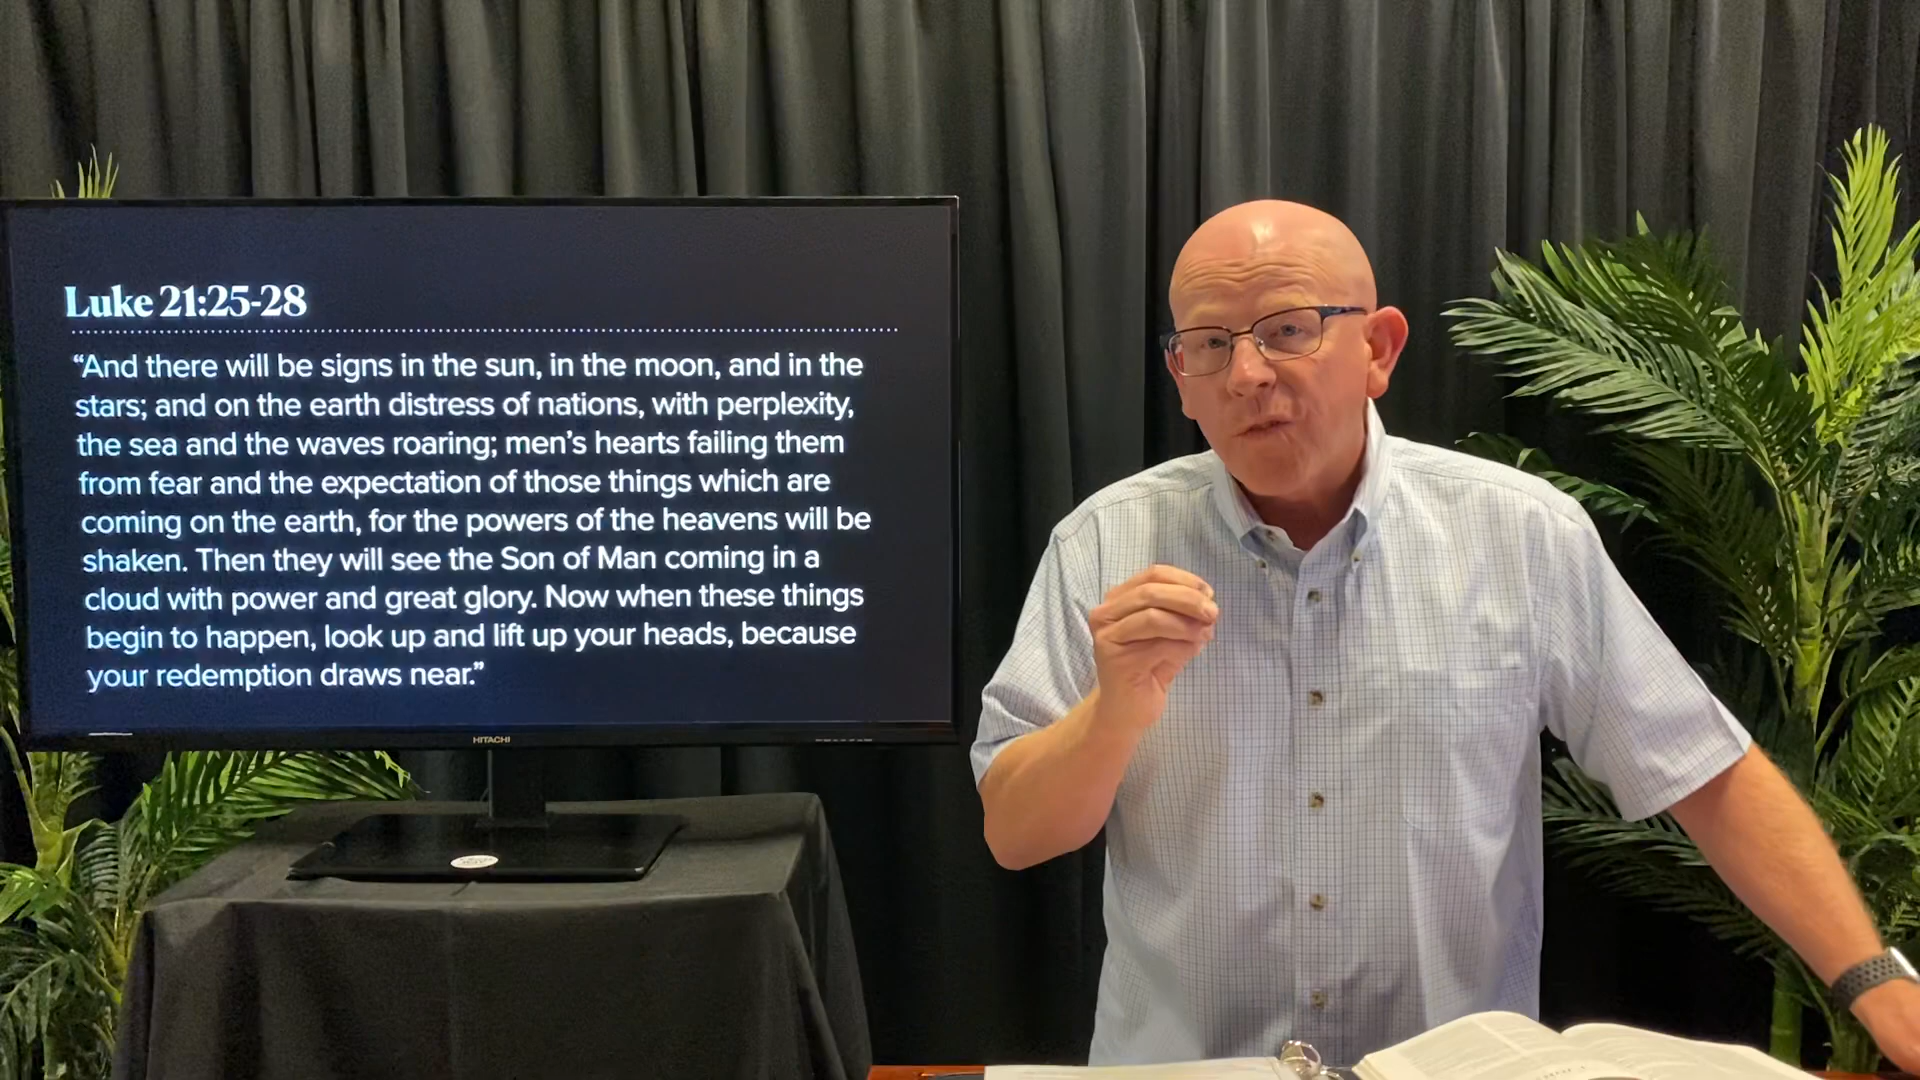 Luke 21:25-28
“And there will be signs in the sun, in the moon, and in the
stars; and on the earth distress of nations, with perplexity,
the sea and the waves roaring; men’s hearts failing them
from fear and the expectation of those things which are
coming on the earth, for the powers of the heavens will be
shaken. Then they will see the Son of Man coming in a
cloud with power and great glory. Now when these things
begin to happen, look up and lift up your heads, because
your redemption draws near.”
HITACHI